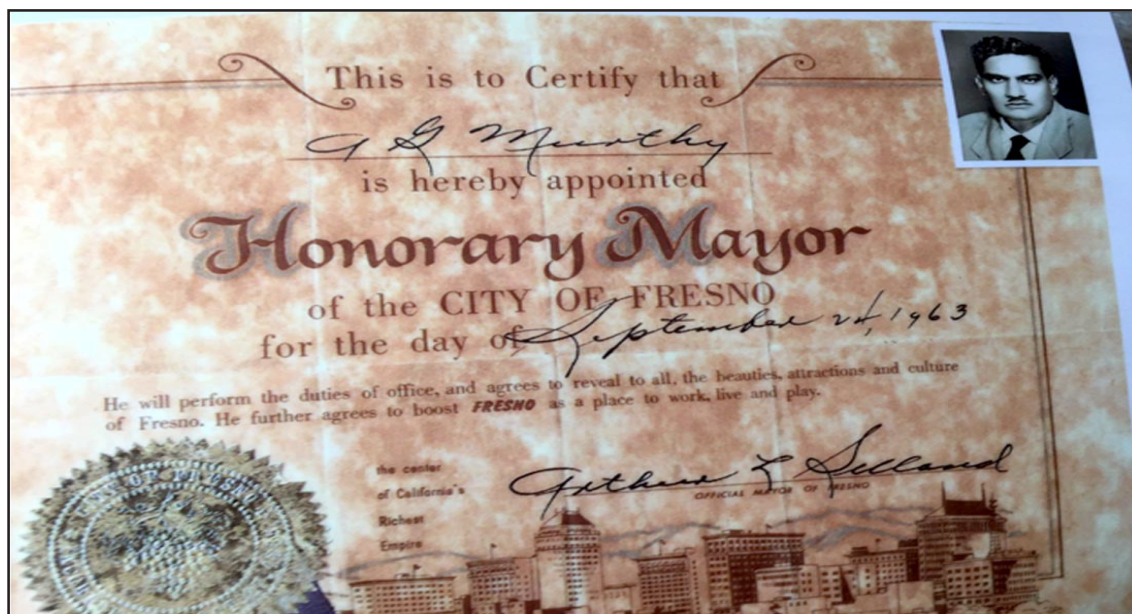 This is to Certify that
A G Murthy
is hereby appointed
Honorary Mayor
of the CITY OF FRESNO
for the day of September 24, 1963
He will perform the duties of office, and agrees to reveal to all, the beauties, attractions and culture
of Fresno. He further agrees to boost FRESNO as a place to work, live and play.
the center
of California's
Richest
Empire
Arthur L Selland
OFFICIAL MAYOR OF FRESNO
OF FRESNO